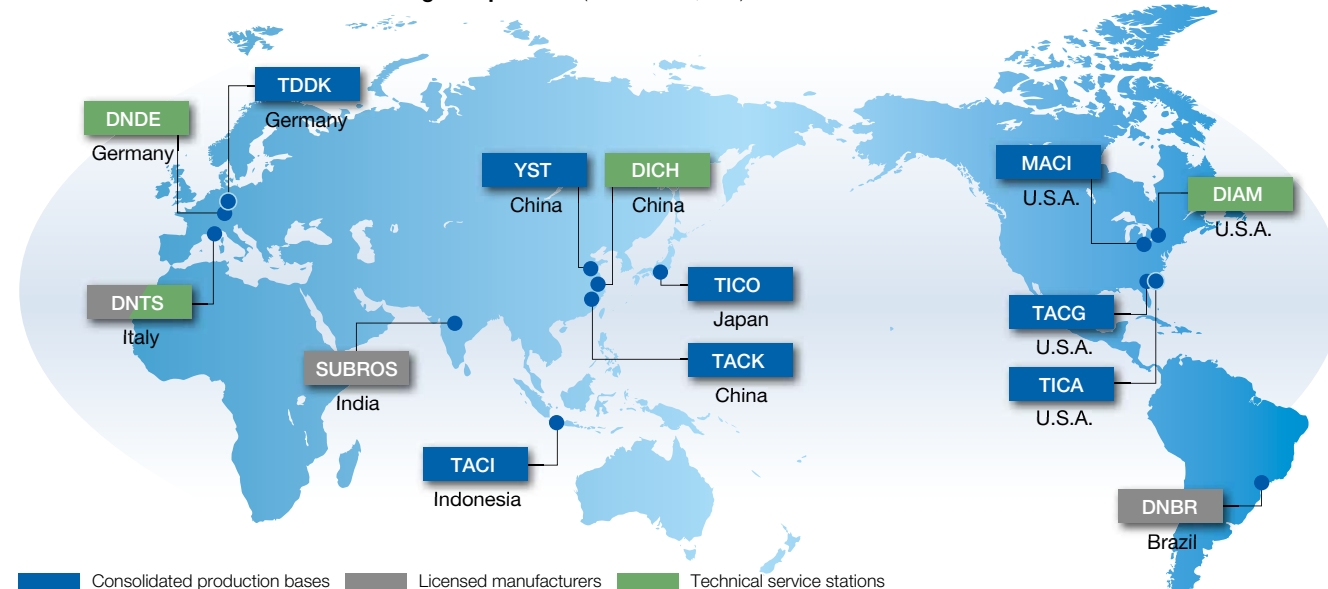 TDDK
Germany
DNDE
Germany
YST
China
DICH
China
MACI
U.S.A.
DIAM
U.S.A.
DNTS
Italy
TICO
Japan
TACG
U.S.A.
SUBROS
India
TACK
China
TICA
U.S.A.
TACI
Indonesia
DNBR
Brazil
Consolidated production bases
Licensed manufacturers
Technical service stations